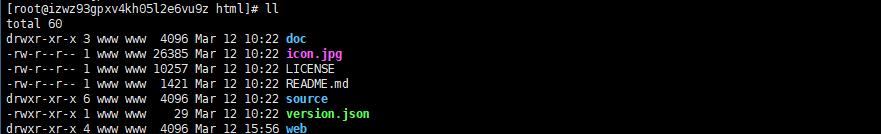 [root@izwz93gpxv4kh05l2e6vu9z html]# ll
total 60
drwxr-xr-x 3 www www  4096 Mar 12 10:22 doc
-rw-r--r-- 1 www www 26385 Mar 12 10:22 icon.jpg
-rw-r--r-- 1 www www 10257 Mar 12 10:22 LICENSE
-rw-r--r-- 1 www www  1421 Mar 12 10:22 README.md
drwxr-xr-x 6 www www  4096 Mar 12 10:22 source
-rwxr-xr-x 1 www www    29 Mar 12 10:22 version.json
drwxr-xr-x 4 www www  4096 Mar 12 15:56 web